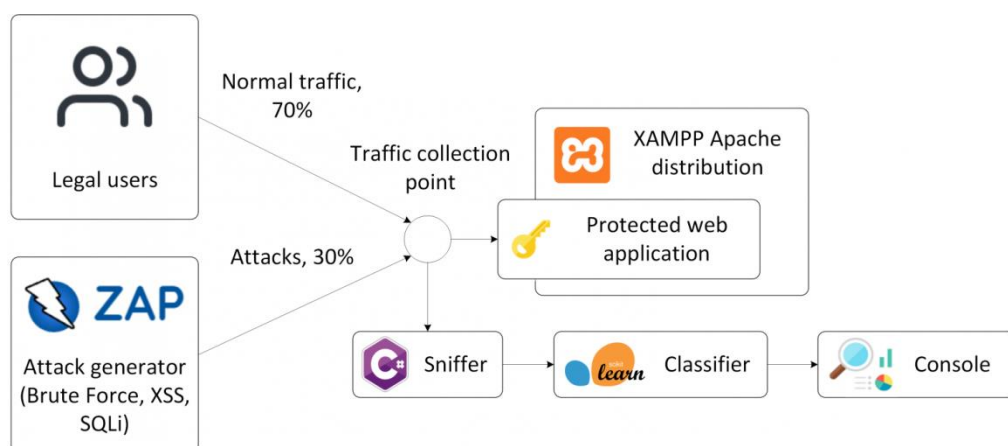 Legal users
Normal traffic,
70%
Traffic collection
point
XAMPP Apache
distribution
Protected web
application
Attacks, 30%
ZAP
Attack generator
(Brute Force, XSS,
SQLi)
C#
Sniffer
learn
Classifier
Console